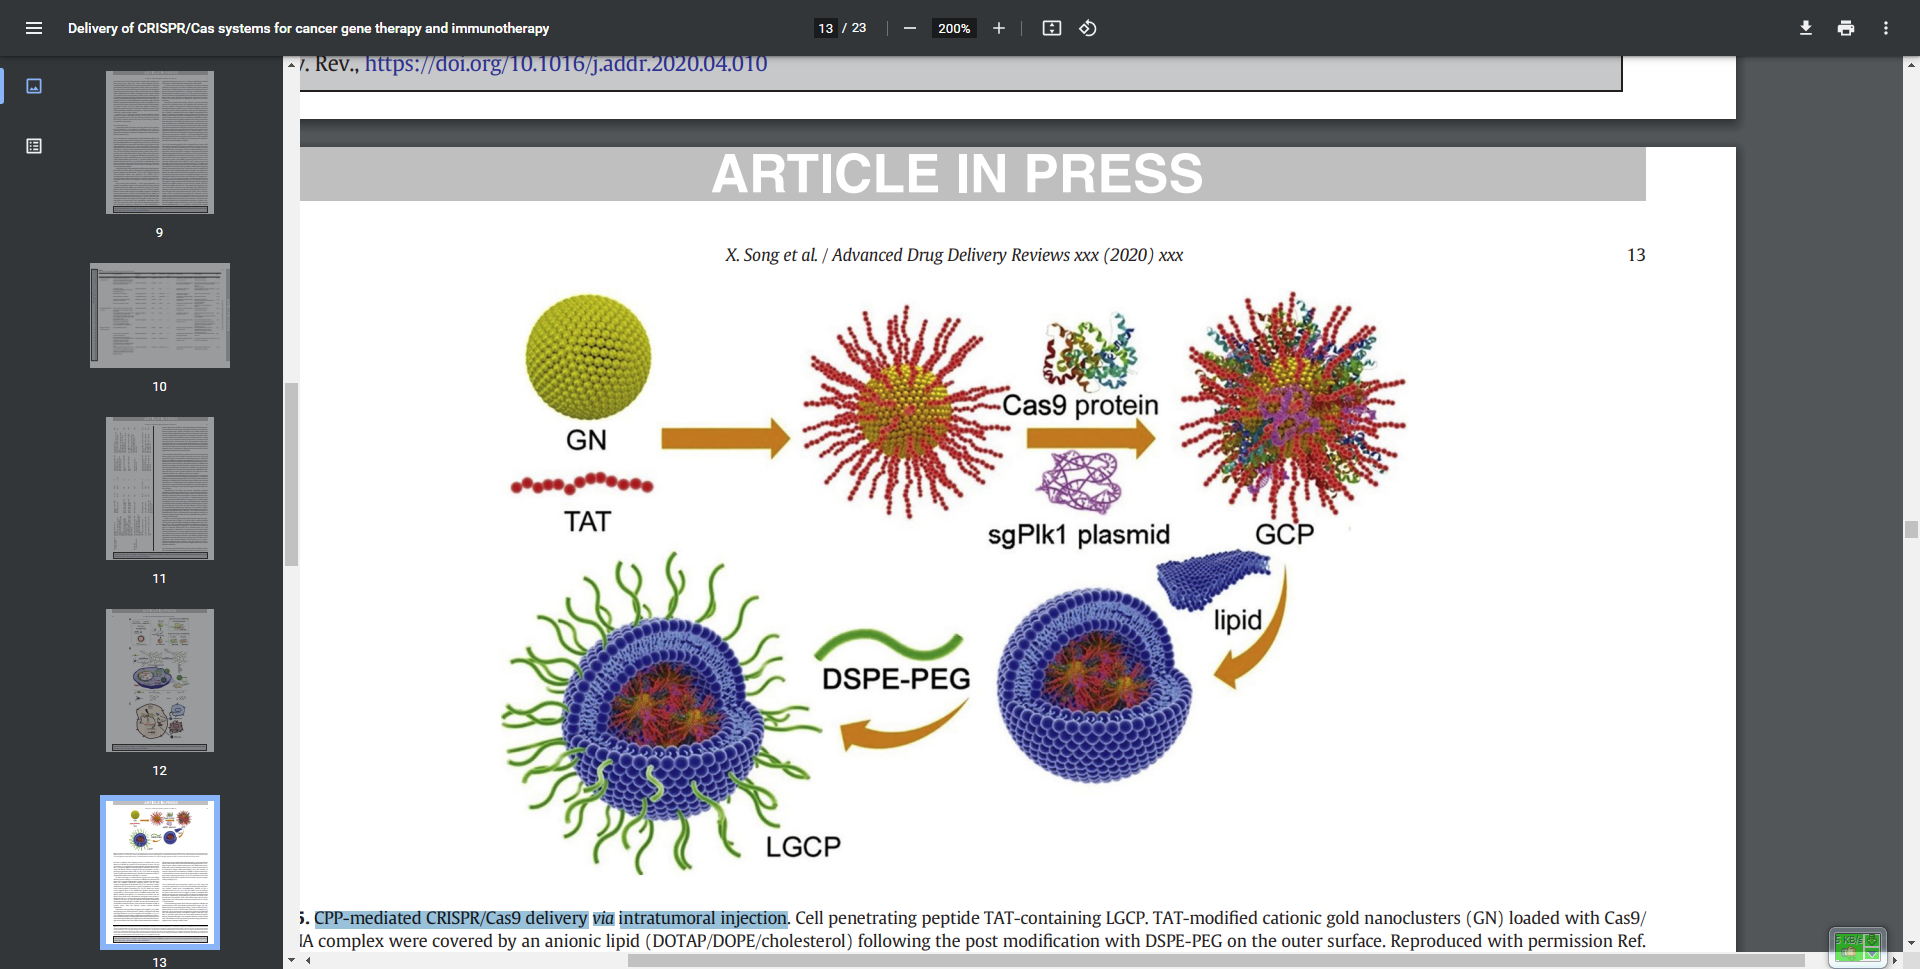 Delivery of CRISPR/Cas systems for cancer gene therapy and immunotherapy
13 / 23
200%
9
10
11
12
13
. Rev., https://doi.org/10.1016/j.addr.2020.04.010
ARTICLE IN PRESS
X. Song et al. / Advanced Drug Delivery Reviews xxx (2020) xxx
13
GN
TAT
Cas9 protein
sgPlk1 plasmid
GCP
lipid
DSPE-PEG
LGCP
. CPP-mediated CRISPR/Cas9 delivery via intratumoral injection. Cell penetrating peptide TAT-containing LGCP. TAT-modified cationic gold nanoclusters (GN) loaded with Cas9/
A complex were covered by an anionic lipid (DOTAP/DOPE/cholesterol) following the post modification with DSPE-PEG on the outer surface. Reproduced with permission Ref.